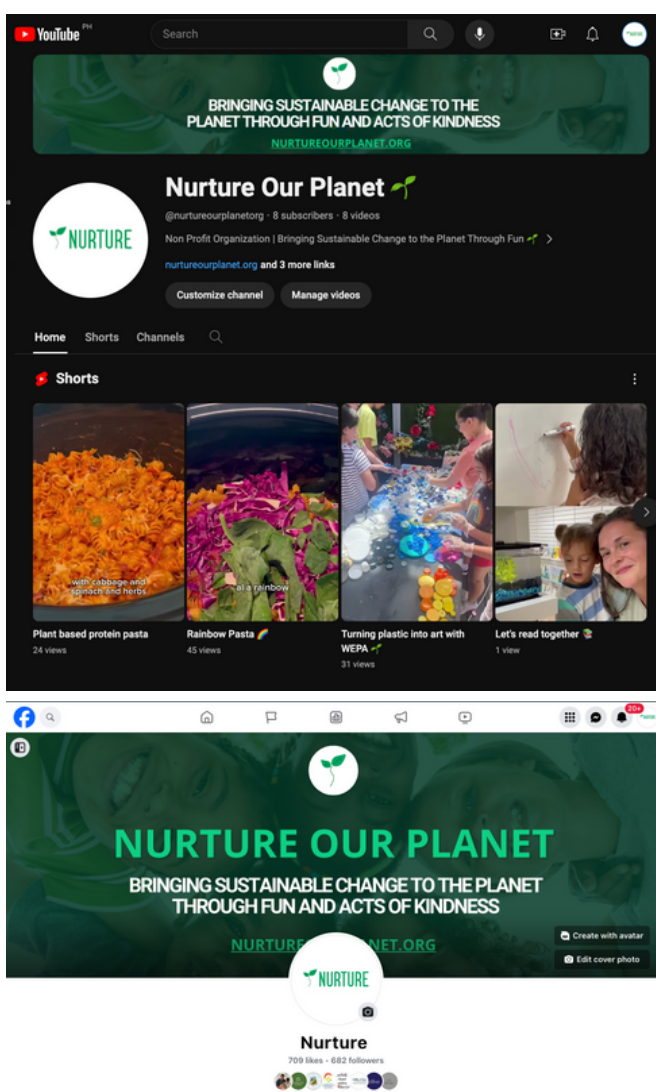 YouTube PH
Search
BRINGING SUSTAINABLE CHANGE TO THE
PLANET THROUGH FUN AND ACTS OF KINDNESS
NURTUREOURPLANET.ORG
NURTURE
Nurture Our Planet
@nurtureourplanetorg · 8 subscribers · 8 videos
Non Profit Organization | Bringing Sustainable Change to the Planet Through Fun
nurtureourplanet.org and 3 more links
Customize channel Manage videos
Home Shorts Channels
Shorts
with cabbage and
spinach and herbs
al a rainbow
Plant based protein pasta
24 views
Rainbow Pasta
45 views
Turning plastic into art with
WEPA
31 views
Let's read together
1 view
20+
NURTURE OUR PLANET
BRINGING SUSTAINABLE CHANGE TO THE PLANET
THROUGH FUN AND ACTS OF KINDNESS
NURTURE NET.ORG
Create with avatar
Edit cover photo
NURTURE
Nurture
709 likes • 682 followers